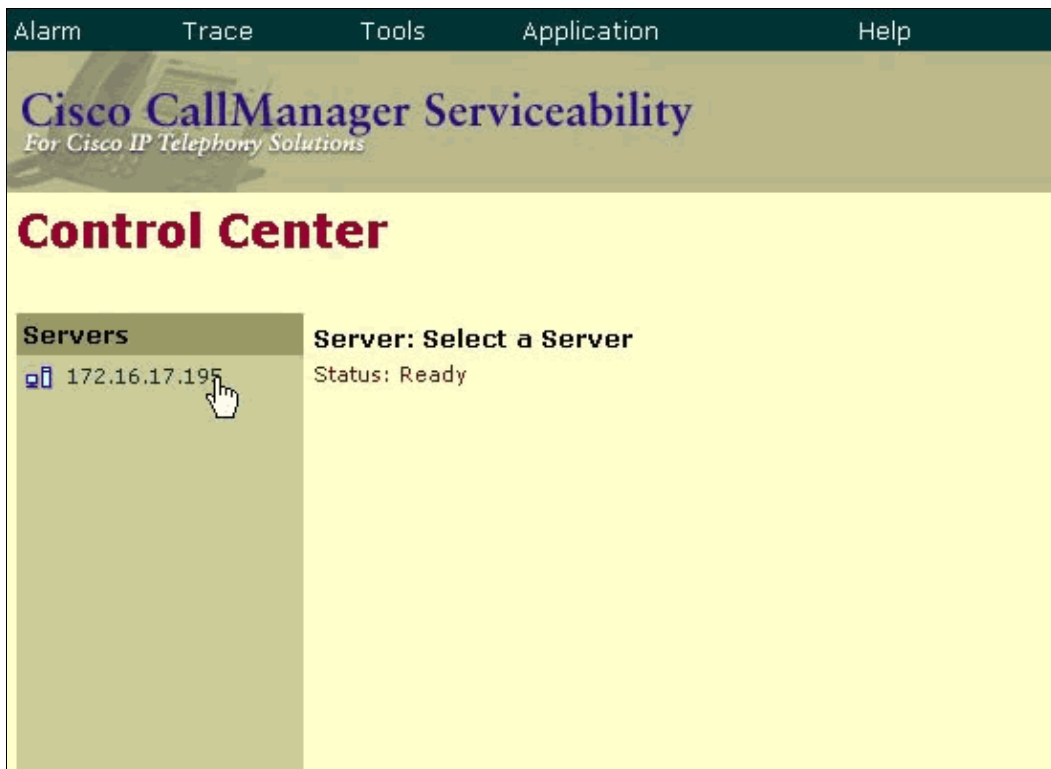 Alarm Trace Tools Application Help
Cisco CallManager Serviceability
For Cisco IP Telephony Solutions
Control Center
Servers
172.16.17.195
Server: Select a Server
Status: Ready